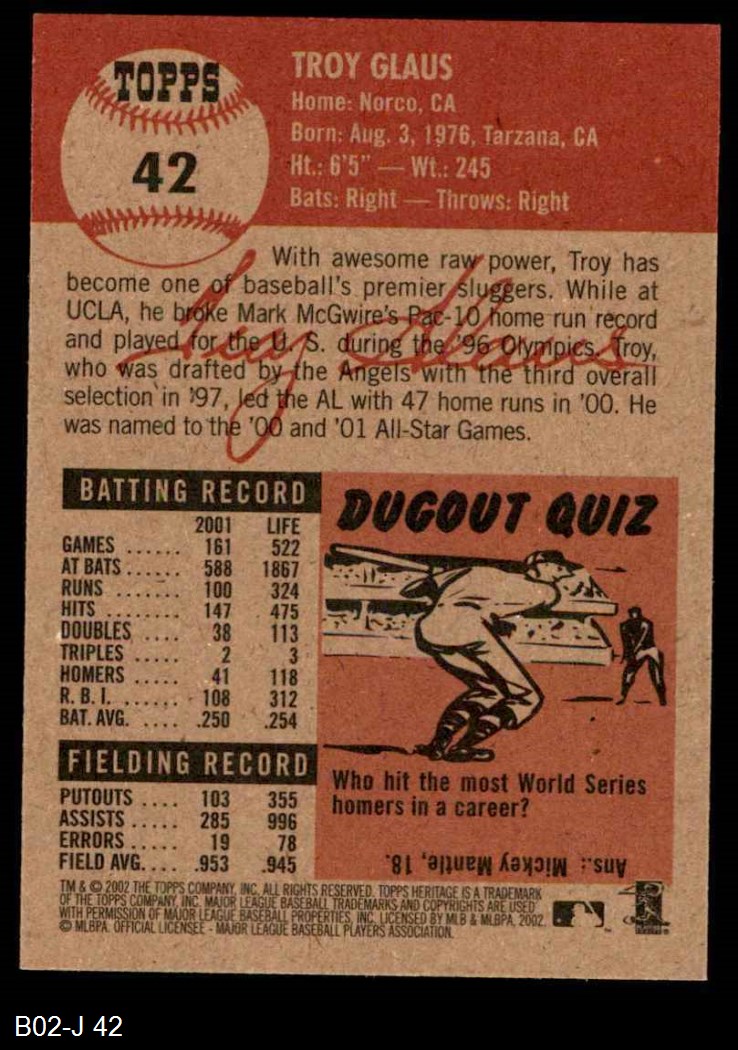 TOPPS
42
TROY GLAUS
Home: Norco, CA
Born: Aug. 3, 1976, Tarzana, CA
Ht.: 6'5" — Wt.: 245
Bats: Right — Throws: Right
With awesome raw power, Troy has
become one of baseball's premier sluggers. While at
UCLA, he broke Mark McGwire's Pac-10 home run record
and played for the U. S. during the '96 Olympics. Troy,
who was drafted by the Angels with the third overall
selection in '97, led the AL with 47 home runs in '00. He
was named to the '00 and '01 All-Star Games.
Troy Glaus
BATTING RECORD
2001 LIFE
GAMES ...... 161 522
AT BATS ...... 588 1867
RUNS ...... 100 324
HITS ........ 147 475
DOUBLES .... 38 113
TRIPLES ..... 2 3
HOMERS ..... 41 118
R. B. I. ...... 108 312
BAT. AVG. .... .250 .254
FIELDING RECORD
PUTOUTS .... 103 355
ASSISTS ..... 285 996
ERRORS ..... 19 78
FIELD AVG. ... .953 .945
DUGOUT QUIZ
Who hit the most World Series
homers in a career?
Ans.: Mickey Mantle, 18.
TM & © 2002 THE TOPPS COMPANY, INC. ALL RIGHTS RESERVED. TOPPS HERITAGE IS A TRADEMARK
OF THE TOPPS COMPANY, INC. MAJOR LEAGUE BASEBALL TRADEMARKS AND COPYRIGHTS ARE USED
WITH PERMISSION OF MAJOR LEAGUE BASEBALL PROPERTIES, INC. LICENSED BY MLB & MLBPA, 2002.
© MLBPA. OFFICIAL LICENSEE - MAJOR LEAGUE BASEBALL PLAYERS ASSOCIATION.
B02-J 42